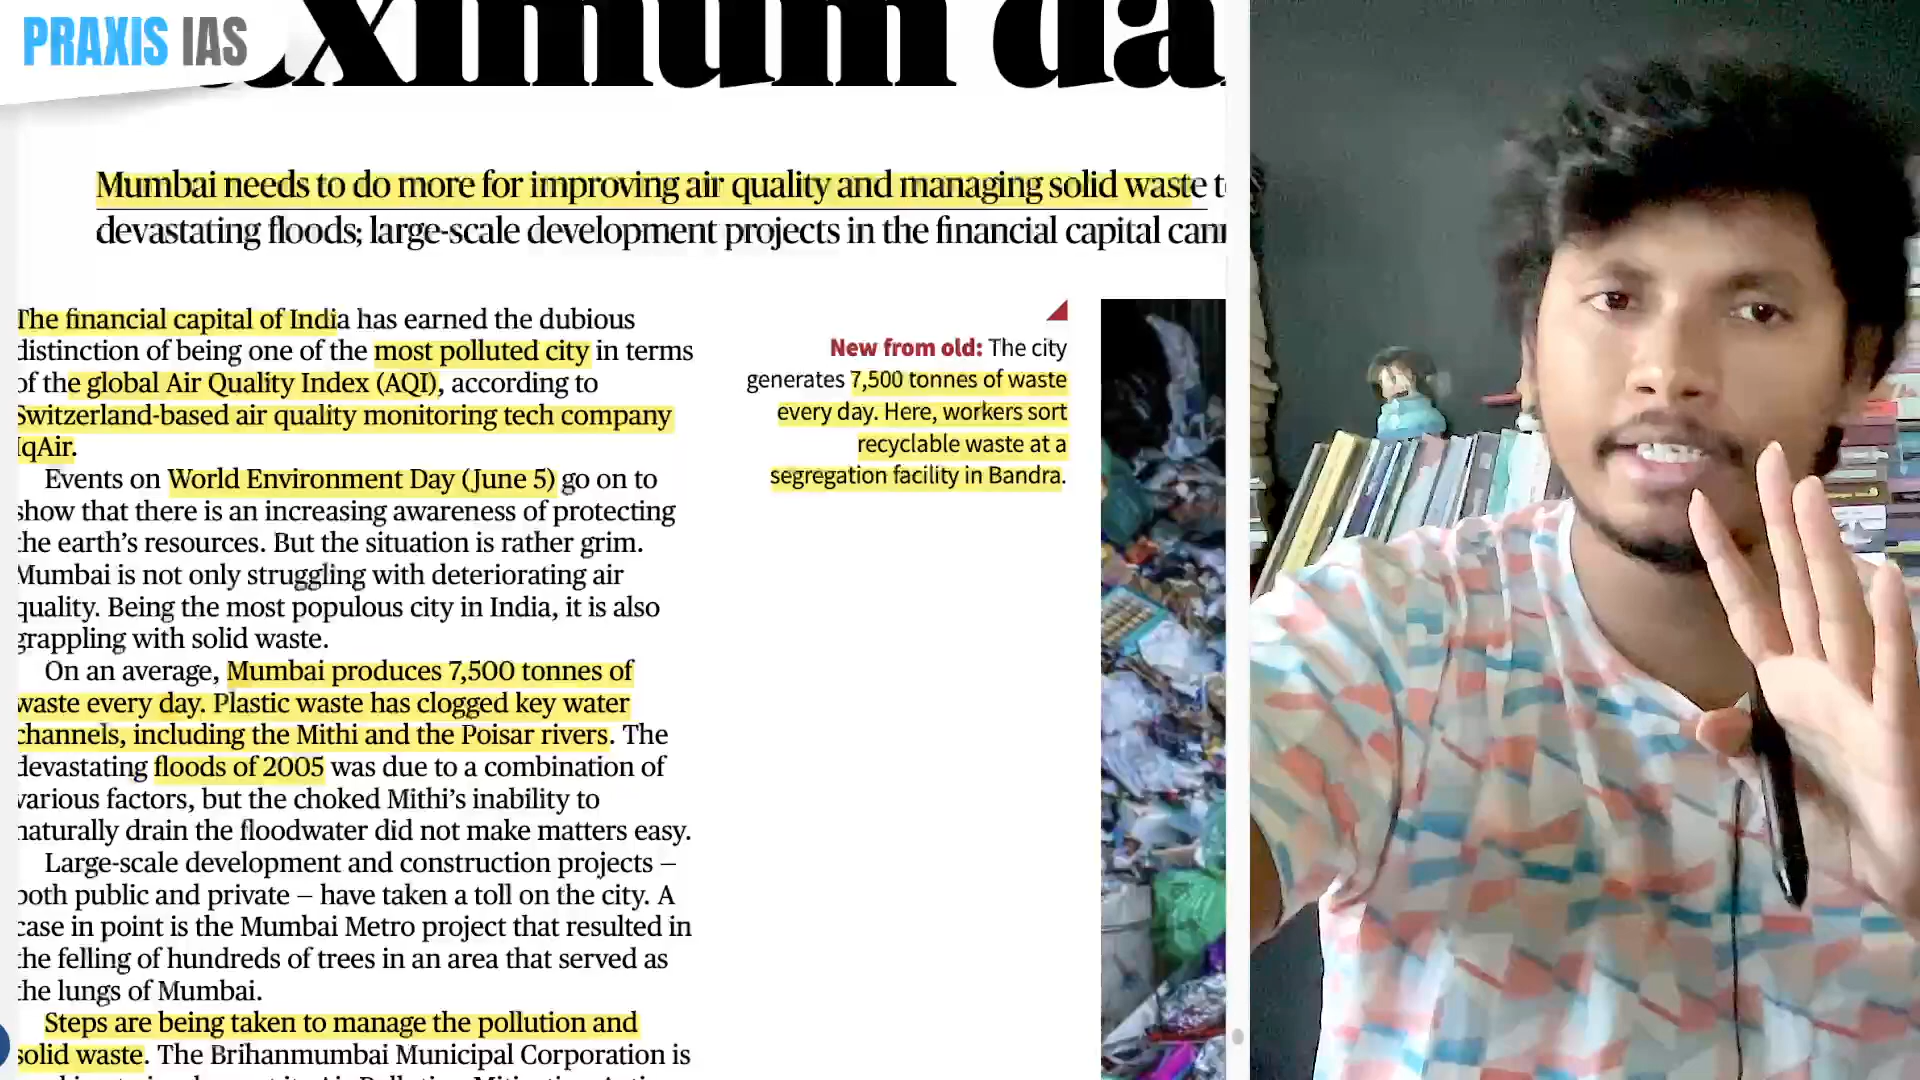 PRAXIS IAS
Mumbai needs to do more for improving air quality and managing solid waste
devastating floods; large-scale development projects in the financial capital
The financial capital of India has earned the dubious
distinction of being one of the most polluted city in terms
of the global Air Quality Index (AQI), according to
Switzerland-based air quality monitoring tech company
IqAir.
Events on World Environment Day (June 5) go on to
show that there is an increasing awareness of protecting
the earth's resources. But the situation is rather grim.
Mumbai is not only struggling with deteriorating air
quality. Being the most populous city in India, it is also
grappling with solid waste.
On an average, Mumbai produces 7,500 tonnes of
waste every day. Plastic waste has clogged key water
channels, including the Mithi and the Poisar rivers. The
devastating floods of 2005 was due to a combination of
various factors, but the choked Mithi's inability to
naturally drain the floodwater did not make matters easy.
Large-scale development and construction projects –
both public and private – have taken a toll on the city. A
case in point is the Mumbai Metro project that resulted in
the felling of hundreds of trees in an area that served as
the lungs of Mumbai.
Steps are being taken to manage the pollution and
solid waste. The Brihanmumbai Municipal Corporation is
New from old: The city
generates 7,500 tonnes of waste
every day. Here, workers sort
recyclable waste at a
segregation facility in Bandra.